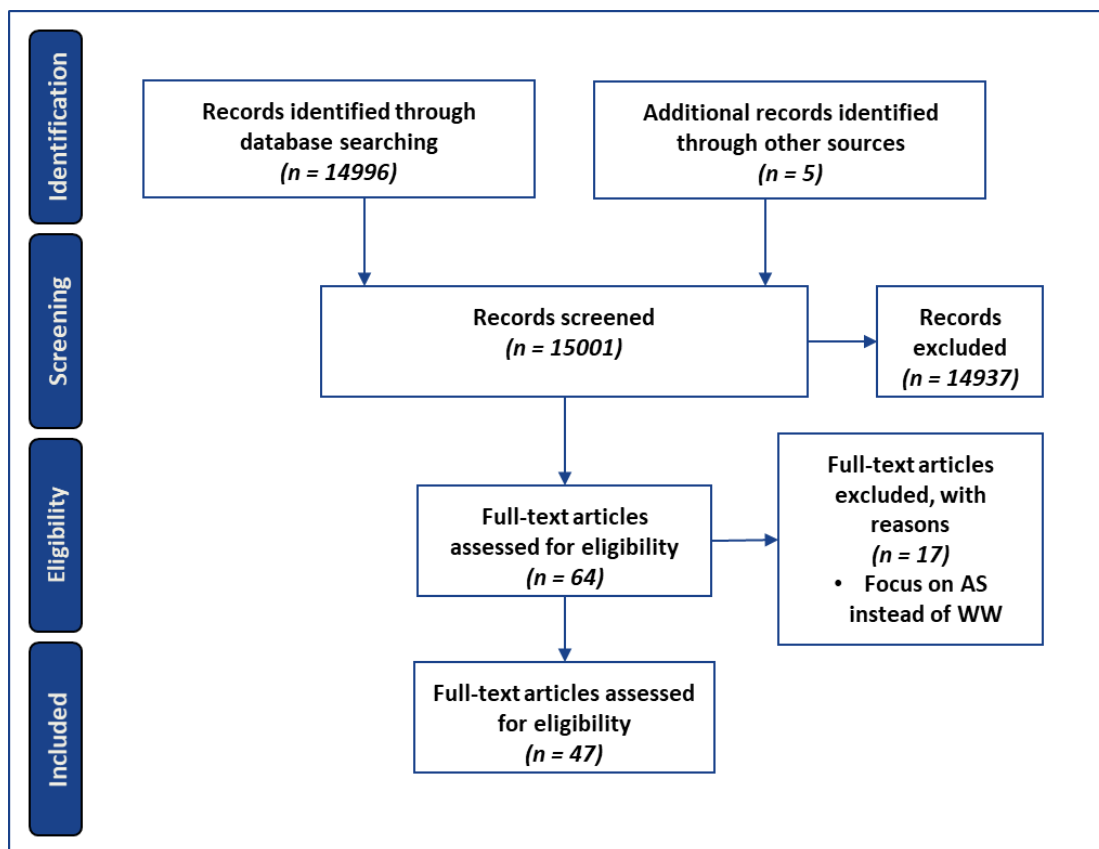 Identification
Records identified through
database searching
(n = 14996)
Additional records identified
through other sources
(n = 5)
Screening
Records screened
(n = 15001)
Records
excluded
(n = 14937)
Eligibility
Full-text articles
assessed for eligibility
(n = 64)
Full-text articles
excluded, with
reasons
(n = 17)
• Focus on AS
instead of WW
Included
Full-text articles assessed
for eligibility
(n = 47)